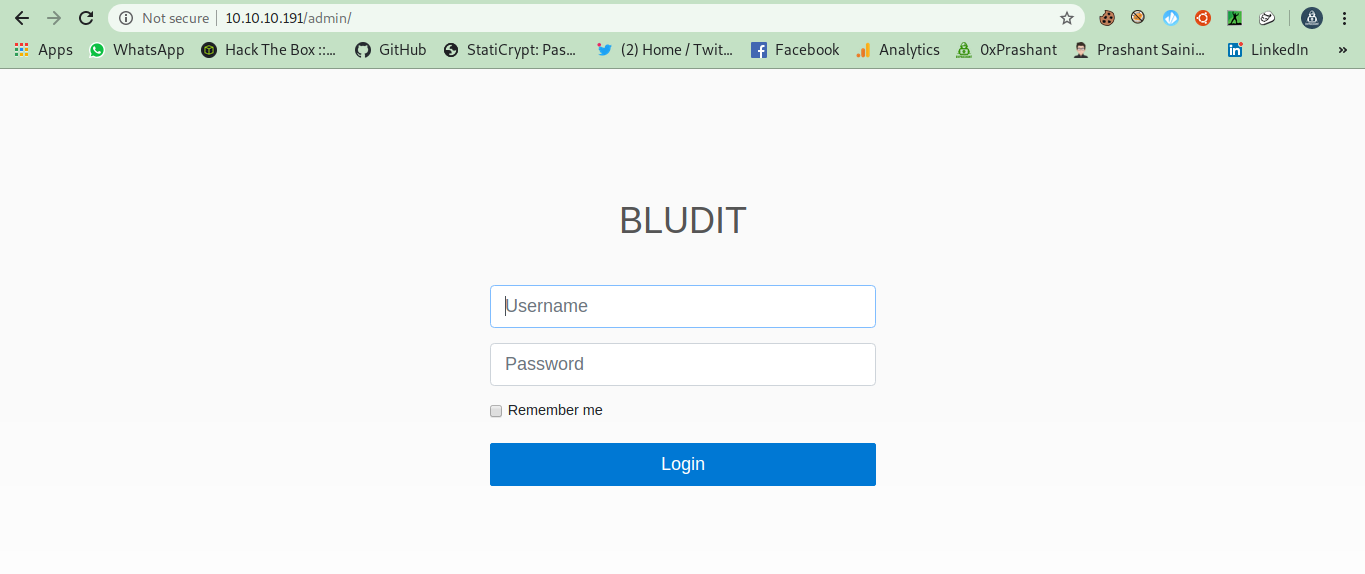 Not secure 10.10.10.191/admin/
Apps WhatsApp Hack The Box ::... GitHub StatiCrypt: Pas... (2) Home / Twit... Facebook Analytics 0xPrashant Prashant Saini... LinkedIn »
BLUDIT
Username
Password
Remember me
Login